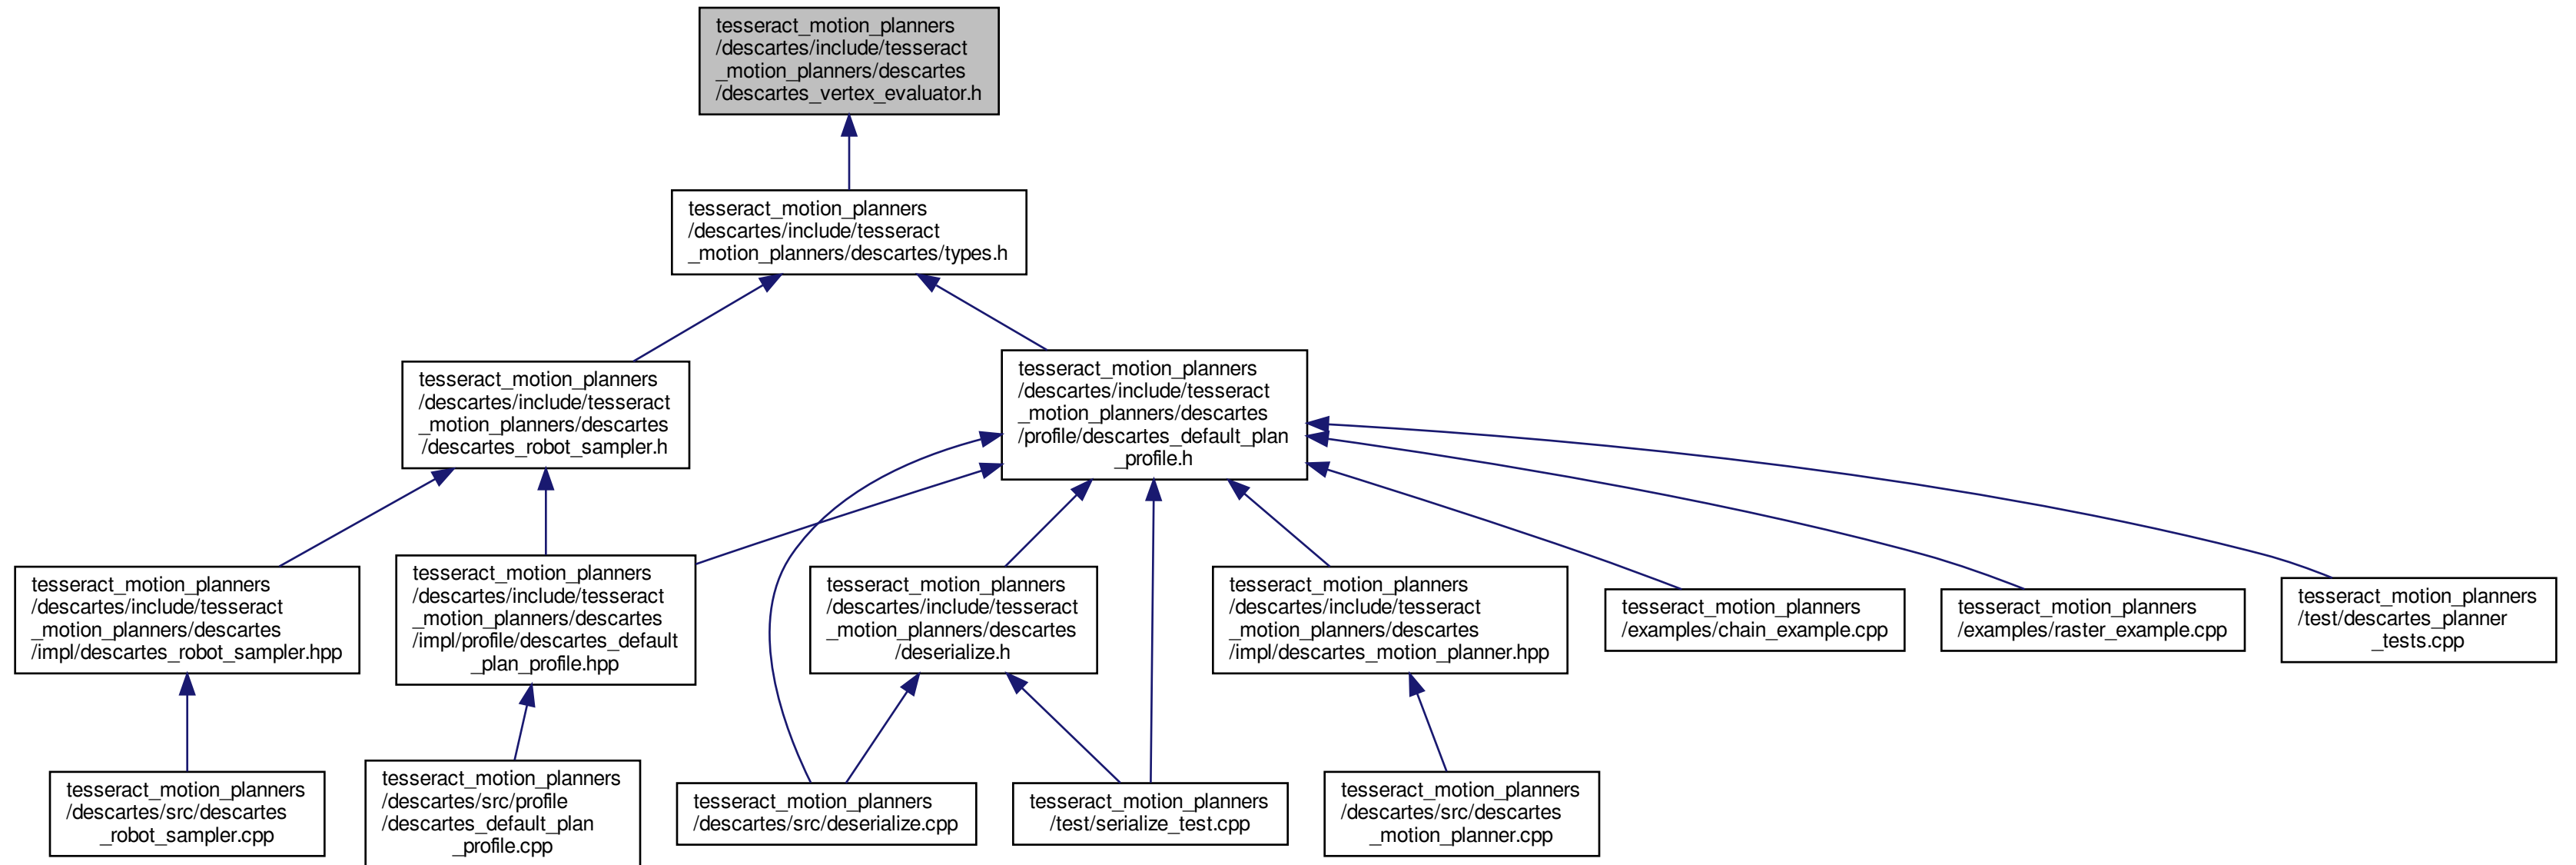 tesseract_motion_planners
/descartes/include/tesseract
_motion_planners/descartes
/descartes_vertex_evaluator.h
tesseract_motion_planners
/descartes/include/tesseract
_motion_planners/descartes/types.h
tesseract_motion_planners
/descartes/include/tesseract
_motion_planners/descartes
/descartes_robot_sampler.h
tesseract_motion_planners
/descartes/include/tesseract
_motion_planners/descartes
/profile/descartes_default_plan
_profile.h
tesseract_motion_planners
/descartes/include/tesseract
_motion_planners/descartes
/impl/descartes_robot_sampler.hpp
tesseract_motion_planners
/descartes/include/tesseract
_motion_planners/descartes
/impl/profile/descartes_default
_plan_profile.hpp
tesseract_motion_planners
/descartes/include/tesseract
_motion_planners/descartes
/deserialize.h
tesseract_motion_planners
/descartes/include/tesseract
_motion_planners/descartes
/impl/descartes_motion_planner.hpp
tesseract_motion_planners
/examples/chain_example.cpp
tesseract_motion_planners
/examples/raster_example.cpp
tesseract_motion_planners
/test/descartes_planner
_tests.cpp
tesseract_motion_planners
/descartes/src/descartes
_robot_sampler.cpp
tesseract_motion_planners
/descartes/src/profile
/descartes_default_plan
_profile.cpp
tesseract_motion_planners
/descartes/src/deserialize.cpp
tesseract_motion_planners
/test/serialize_test.cpp
tesseract_motion_planners
/descartes/src/descartes
_motion_planner.cpp